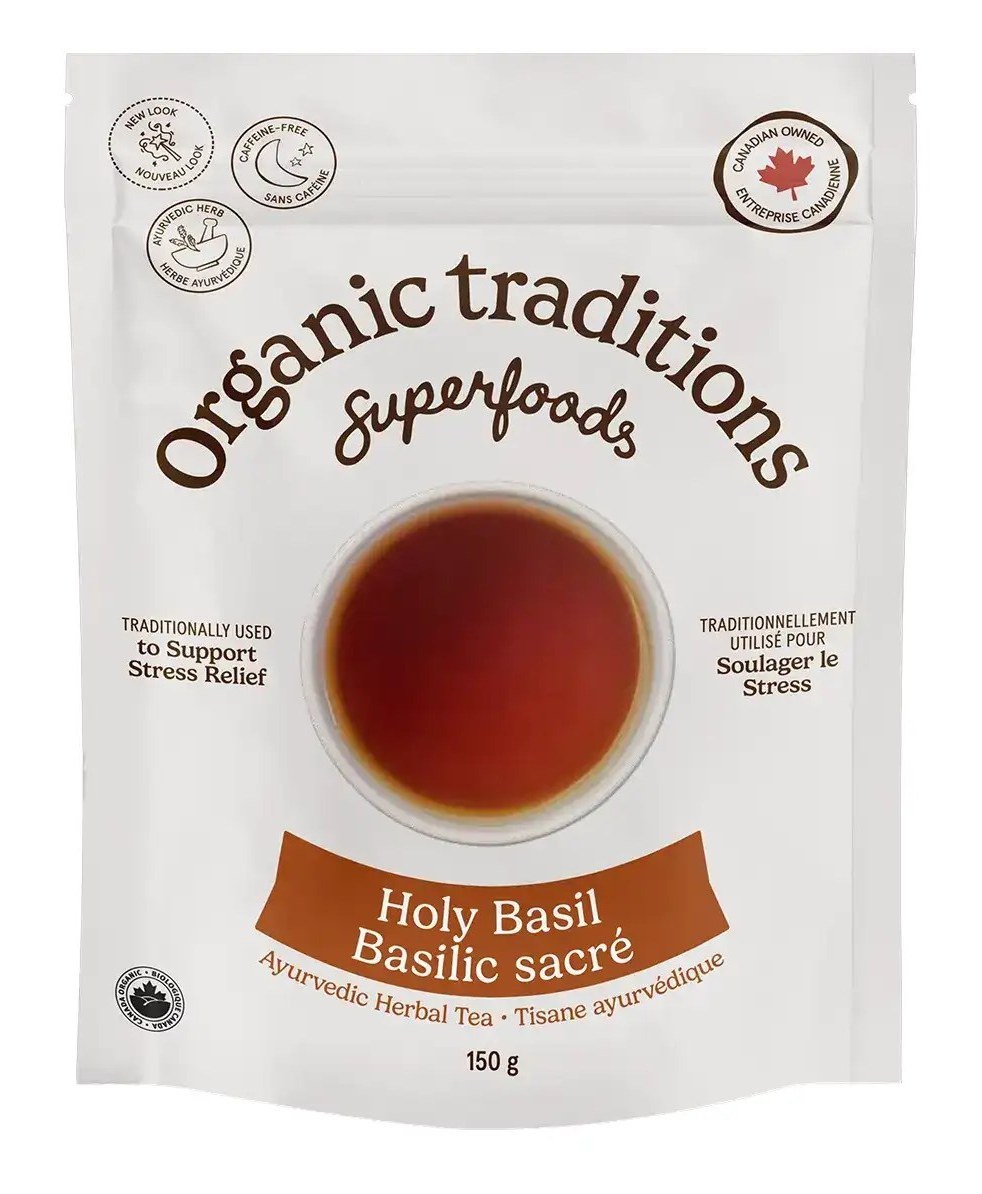 NEW LOOK
NOUVEAU LOOK
CAFFEINE-FREE
SANS CAFÉINE
AYURVEDIC HERB
HERBE AYURVÉDIQUE
CANADIAN OWNED
ENTREPRISE CANADIENNE
Organic traditions
Superfoods
TRADITIONALLY USED
to Support
Stress Relief
TRADITIONNELLEMENT
UTILISÉ POUR
Soulager le
Stress
Holy Basil
Basilic sacré
Ayurvedic Herbal Tea • Tisane ayurvédique
CANADA ORGANIC • BIOLOGIQUE CANADA •
150 g